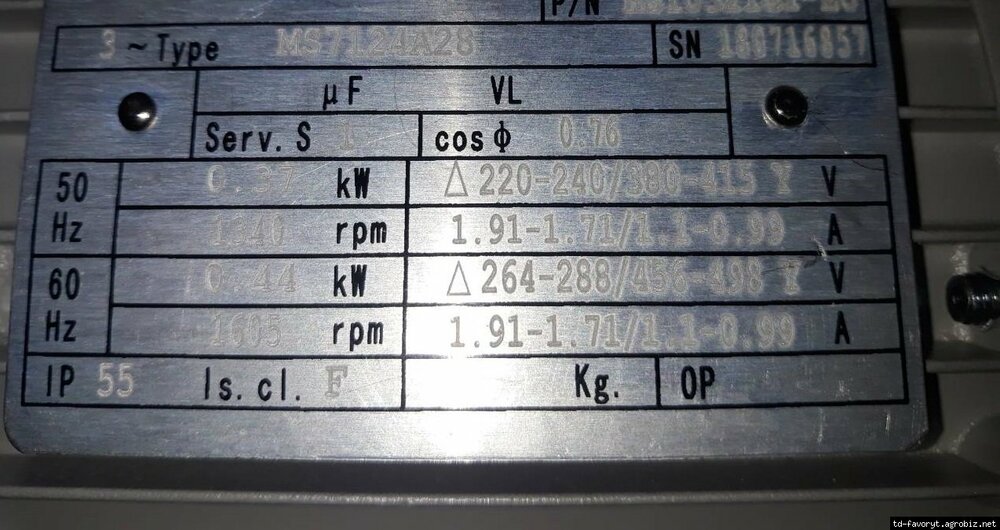 P/N
3 ~ Type MS7124A28 SN 180716857
µF VL
Serv. S 1 cos Φ 0.76
50 Hz 0.37 kW Δ 220-240/380-415 Y V
rpm 1.91-1.71/1.1-0.99 A
60 Hz 0.44 kW Δ 264-288/456-498 Y V
rpm 1.91-1.71/1.1-0.99 A
IP 55 Is. cl. F Kg. OP
td-favoryt.agrobiz.net